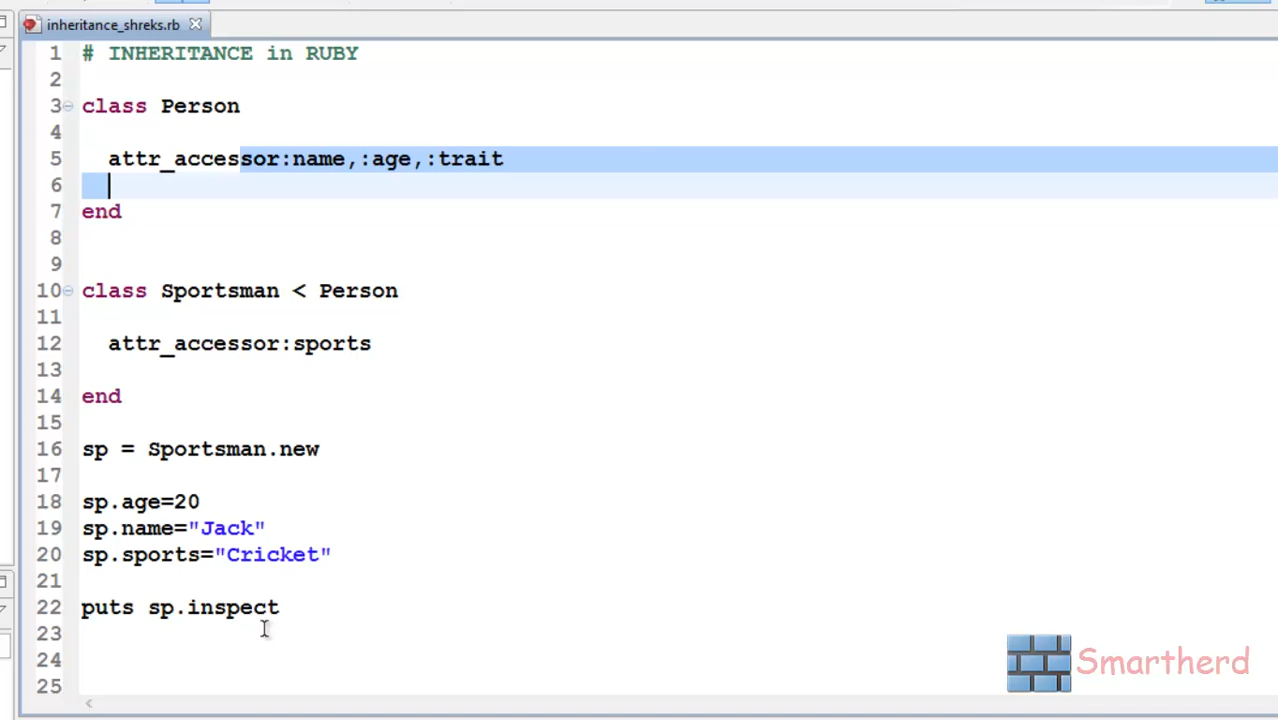 inheritance_shreks.rb
1 # INHERITANCE in RUBY
2
3 class Person
4
5   attr_accessor:name,:age,:trait
6
7 end
8
9
10 class Sportsman < Person
11
12   attr_accessor:sports
13
14 end
15
16 sp = Sportsman.new
17
18 sp.age=20
19 sp.name="Jack"
20 sp.sports="Cricket"
21
22 puts sp.inspect
23
24
25
Smartherd